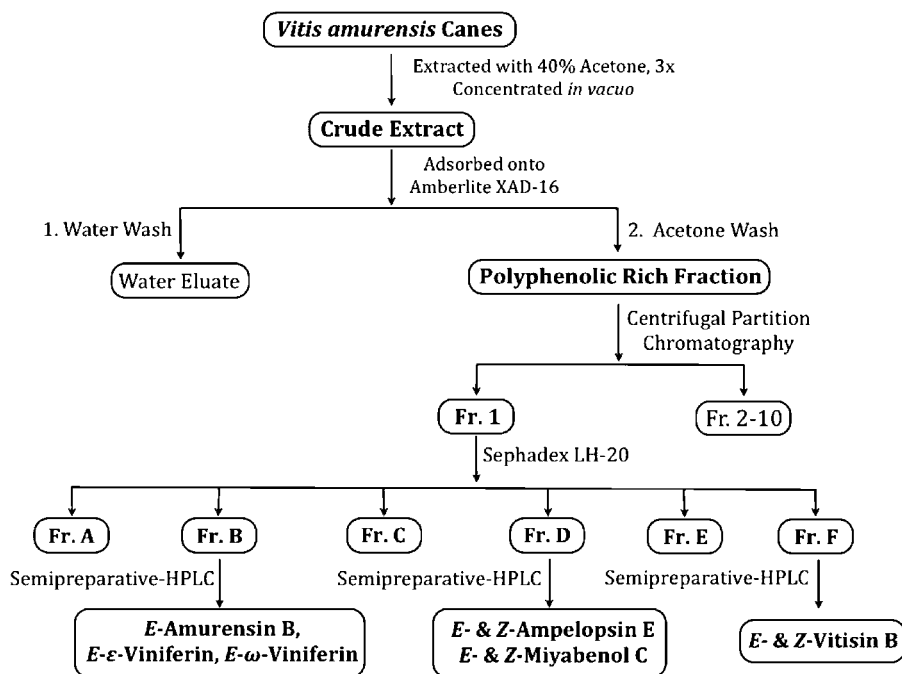 Vitis amurensis Canes
Extracted with 40% Acetone, 3x
Concentrated in vacuo
Crude Extract
Adsorbed onto
Amberlite XAD-16
1. Water Wash
2. Acetone Wash
Water Eluate
Polyphenolic Rich Fraction
Centrifugal Partition
Chromatography
Fr. 1
Fr. 2-10
Sephadex LH-20
Fr. A
Fr. B
Fr. C
Fr. D
Fr. E
Fr. F
Semipreparative-HPLC
Semipreparative-HPLC
Semipreparative-HPLC
E-Amurensin B,
E-ε-Viniferin, E-ω-Viniferin
E- & Z-Ampelopsin E
E- & Z-Miyabenol C
E- & Z-Vitisin B